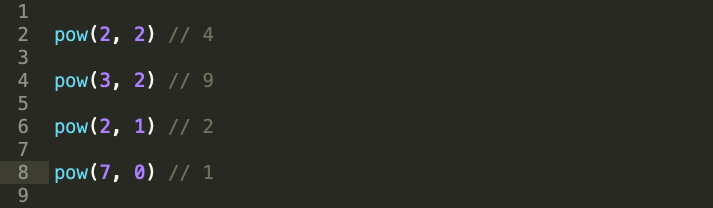 1
2 pow(2, 2) // 4
3
4 pow(3, 2) // 9
5
6 pow(2, 1) // 2
7
8 pow(7, 0) // 1
9